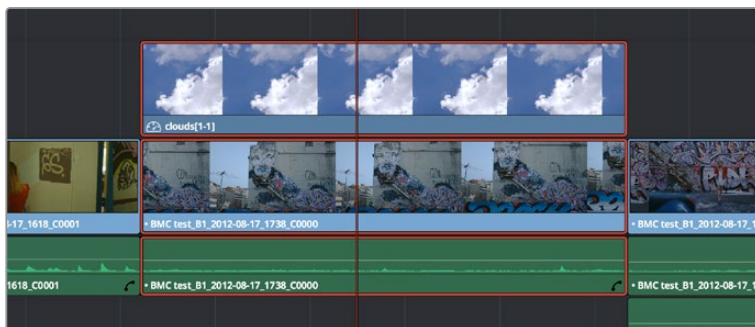 clouds[1-1]
8-17_1618_C0001
• BMC test_B1_2012-08-17_1738_C0000
• BMC test_B1_2012-08-17_1
1618_C0001
• BMC test_B1_2012-08-17_1738_C0000
• BMC test_B1_2012-08-17_1